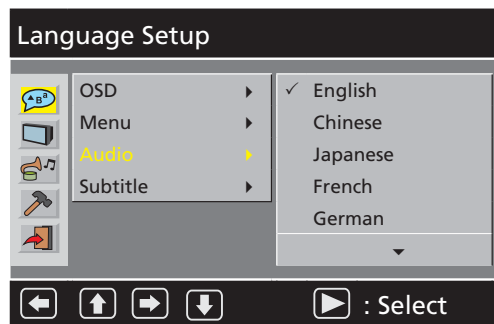 Language Setup
OSD
Menu
Audio
Subtitle
✓ English
Chinese
Japanese
French
German
: Select